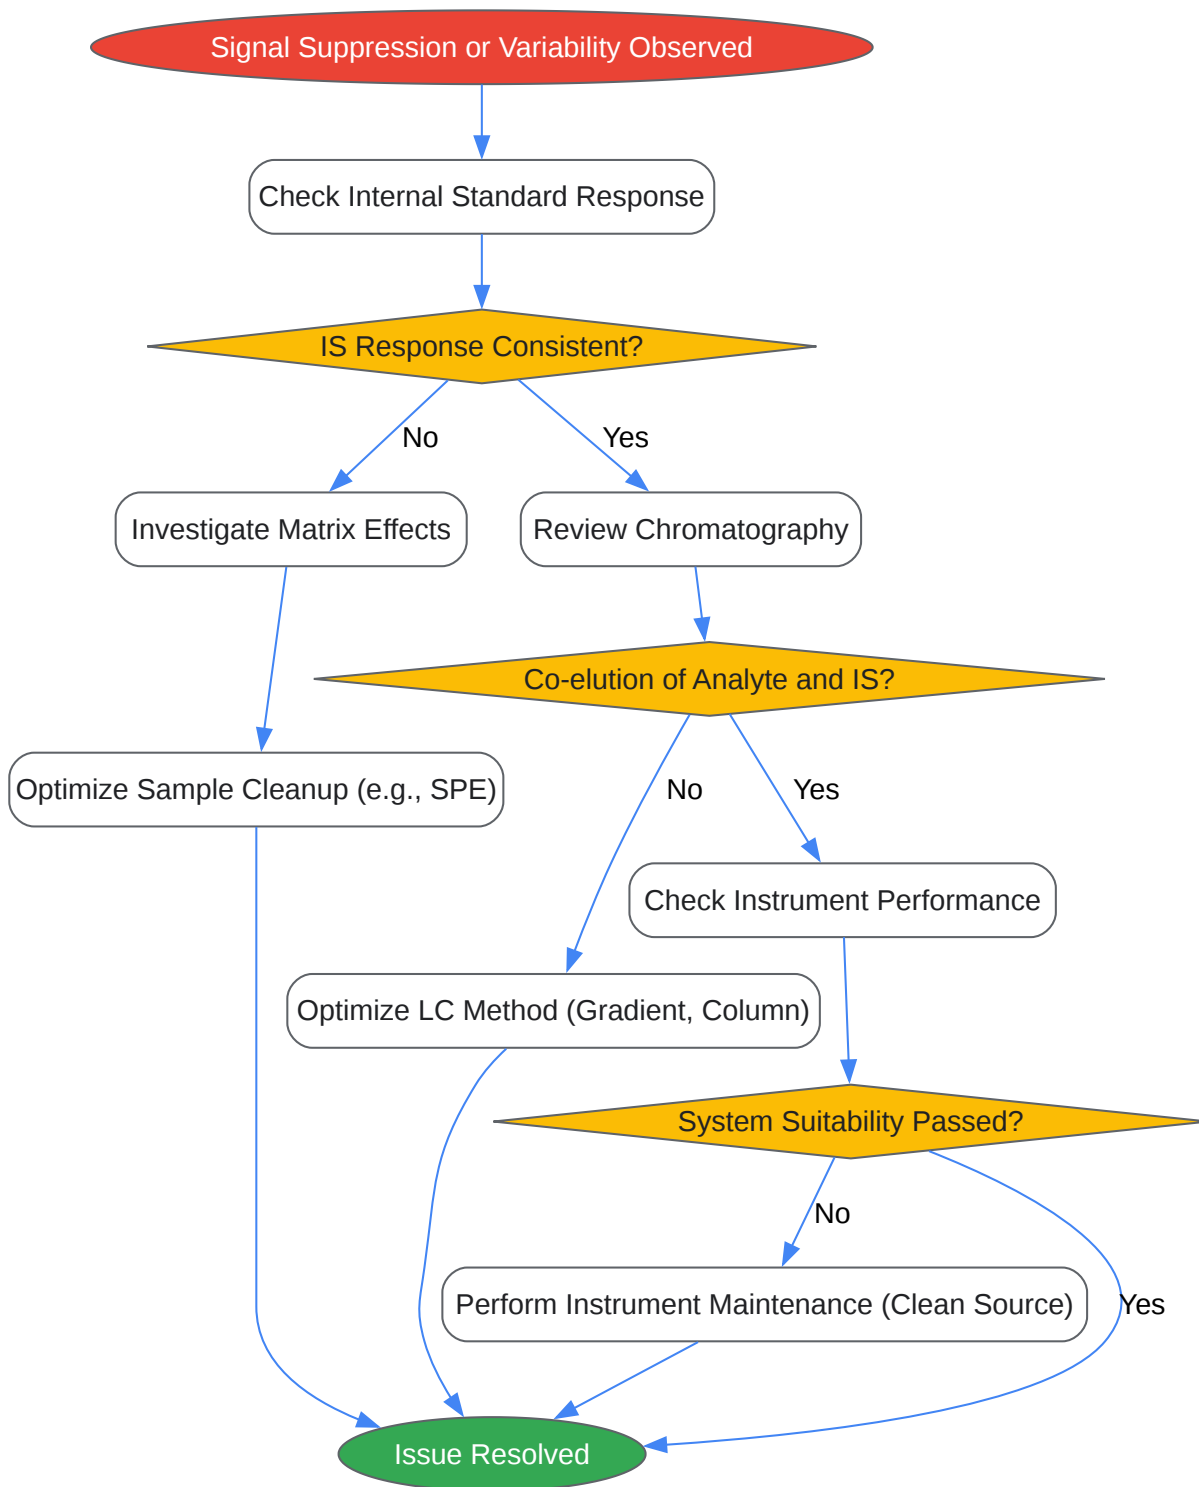 Signal Suppression or Variability Observed
Check Internal Standard Response
IS Response Consistent?
No
Yes
Investigate Matrix Effects
Review Chromatography
Co-elution of Analyte and IS?
Optimize Sample Cleanup (e.g., SPE)
No
Yes
Check Instrument Performance
Optimize LC Method (Gradient, Column)
System Suitability Passed?
No
Perform Instrument Maintenance (Clean Source)
Yes
Issue Resolved